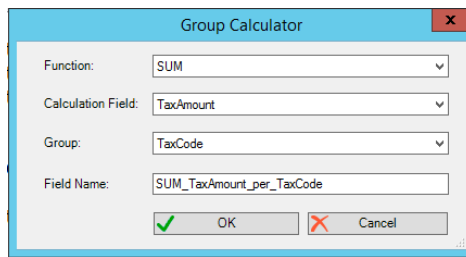 Group Calculator
x
Function: SUM
Calculation Field: TaxAmount
Group: TaxCode
Field Name: SUM_TaxAmount_per_TaxCode
OK Cancel